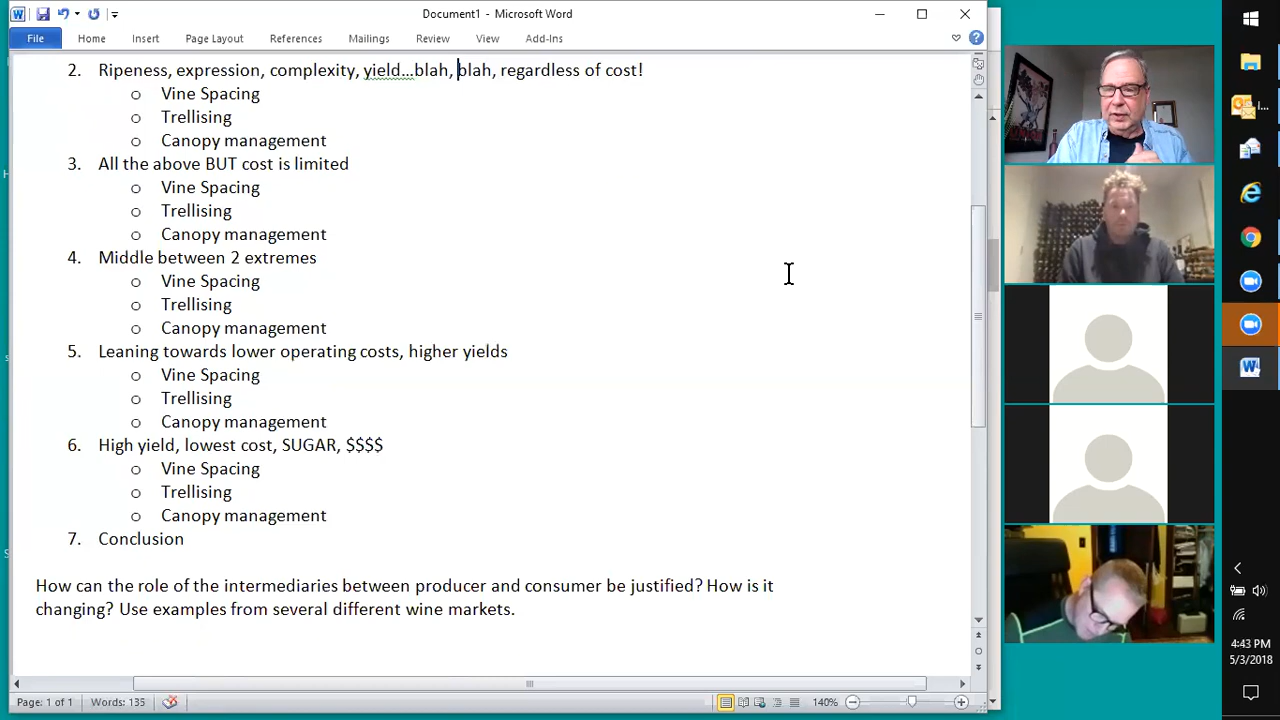 Document1 - Microsoft Word
File Home Insert Page Layout References Mailings Review View Add-Ins
2. Ripeness, expression, complexity, yield...blah, blah, regardless of cost!
o Vine Spacing
o Trellising
o Canopy management
3. All the above BUT cost is limited
o Vine Spacing
o Trellising
o Canopy management
4. Middle between 2 extremes
o Vine Spacing
o Trellising
o Canopy management
5. Leaning towards lower operating costs, higher yields
o Vine Spacing
o Trellising
o Canopy management
6. High yield, lowest cost, SUGAR, $$$$
o Vine Spacing
o Trellising
o Canopy management
7. Conclusion
How can the role of the intermediaries between producer and consumer be justified? How is it
changing? Use examples from several different wine markets.
Page: 1 of 1 Words: 135 140%
4:43 PM
5/3/2018